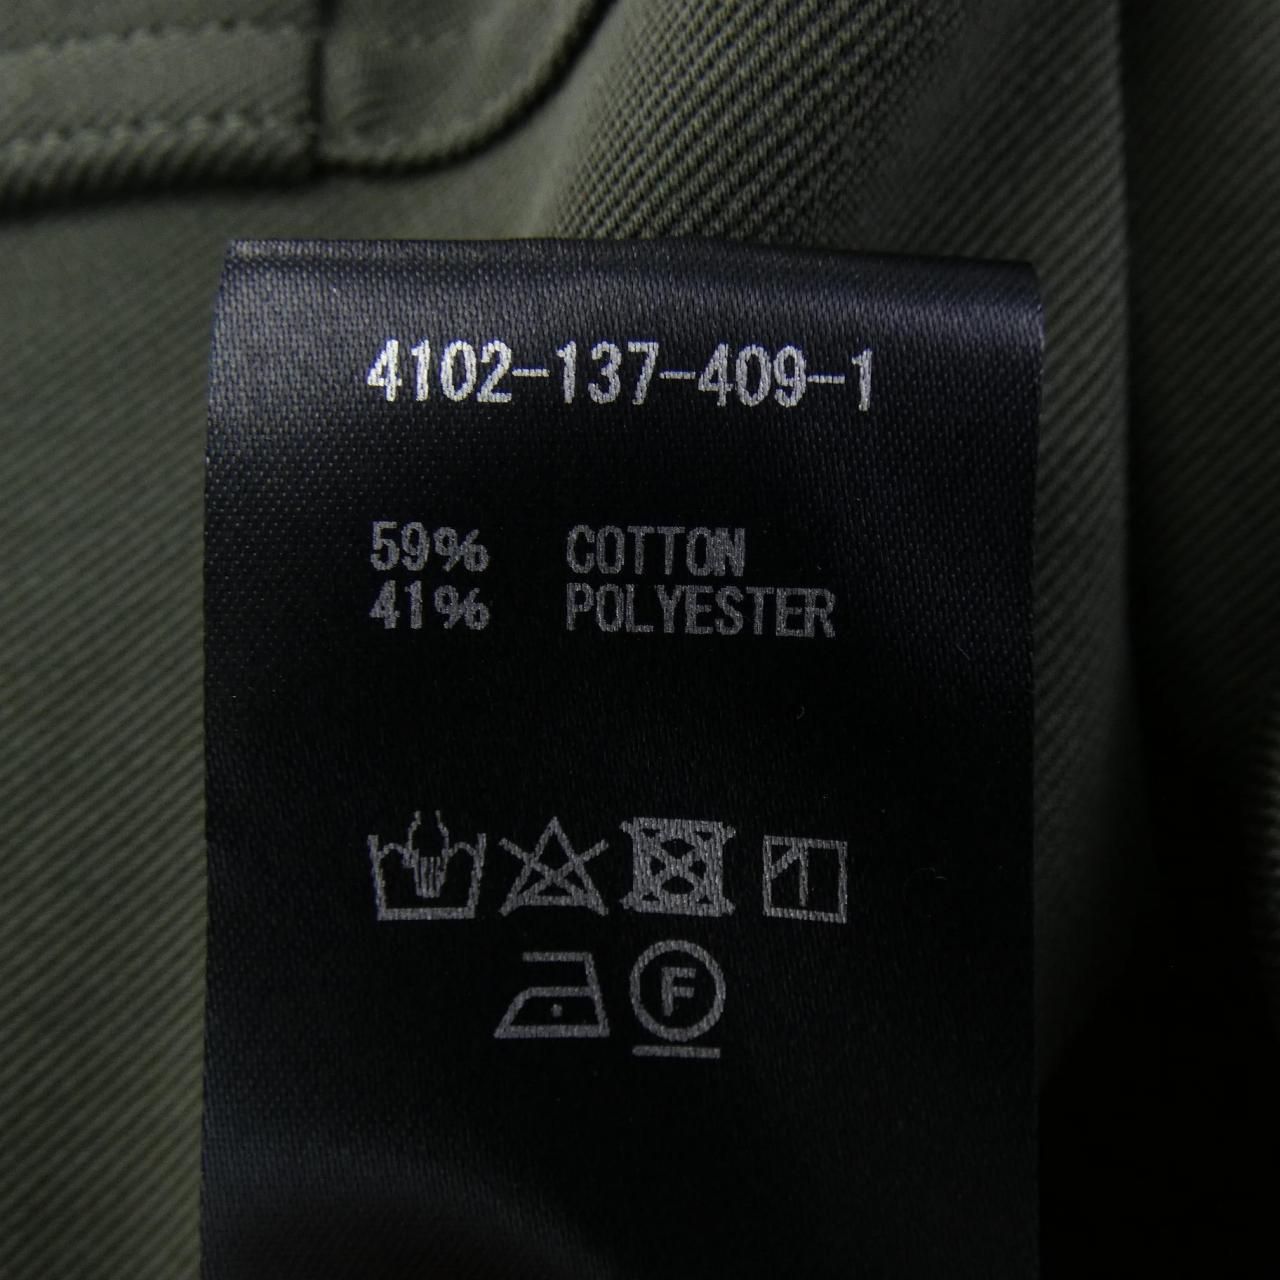 4102-137-409-1
59% COTTON
41% POLYESTER
F